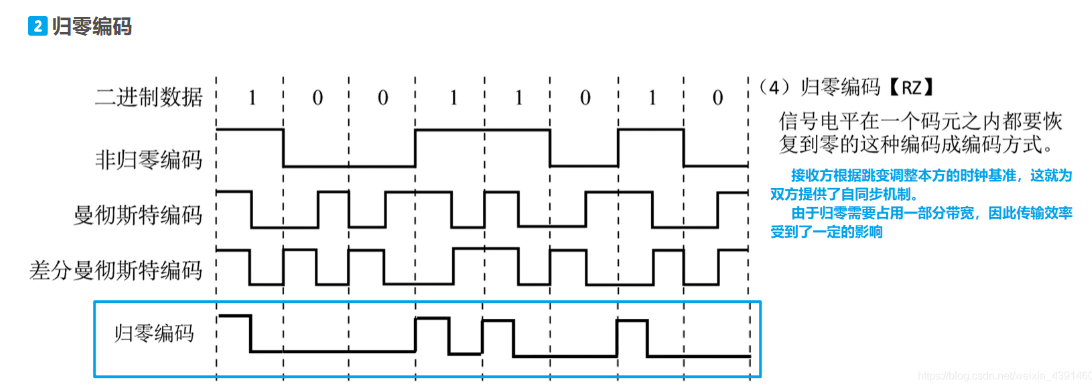 2 归零编码
二进制数据 1 0 0 1 1 0 1 0
非归零编码
曼彻斯特编码
差分曼彻斯特编码
归零编码
（4）归零编码【RZ】
信号电平在一个码元之内都要恢
复到零的这种编码成编码方式。
接收方根据跳变调整本方的时钟基准，这就为
双方提供了自同步机制。
由于归零需要占用一部分带宽，因此传输效率
受到了一定的影响